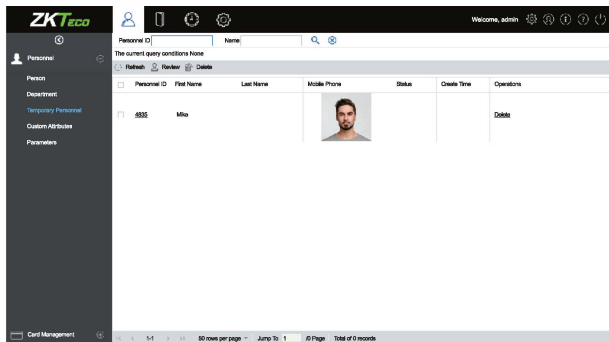 ZKTECO
Welcome, admin
Personnel ID
Name
The current query conditions None
Refresh Review Delete
Personnel
Person
Department
Temporary Personnel
Custom Attributes
Parameters
Personnel ID First Name Last Name Mobile Phone Status Create Time Operations
4835 Mika Delete
Card Management
1-1 50 rows per page Jump To 1 /0 Page Total of 0 records